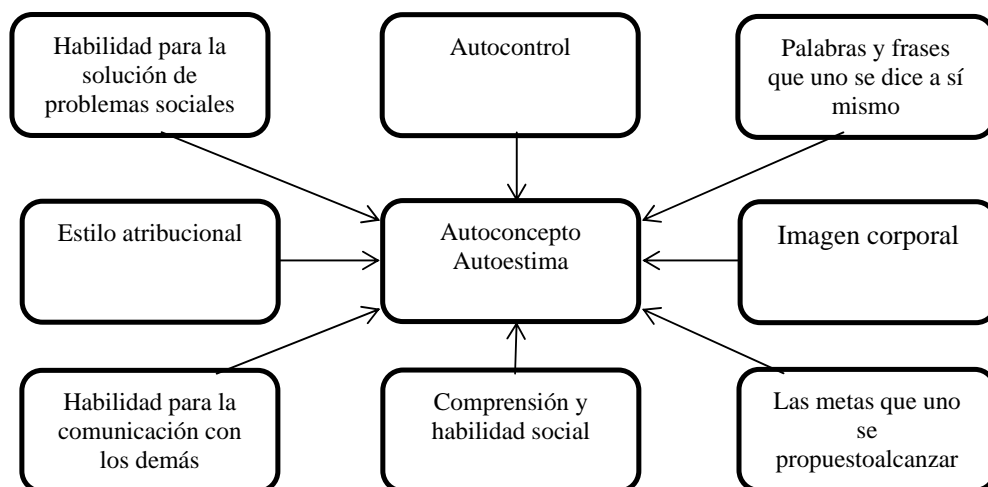 Habilidad para la
solución de
problemas sociales
Autocontrol
Palabras y frases
que uno se dice a sí
mismo
Estilo atribucional
Autoconcepto
Autoestima
Imagen corporal
Habilidad para la
comunicación con
los demás
Comprensión y
habilidad social
Las metas que uno
se
propuestoalcanzar